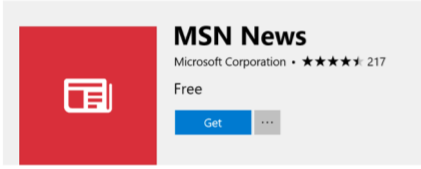 MSN News
Microsoft Corporation • ★★★★★ 217
Free
Get ...